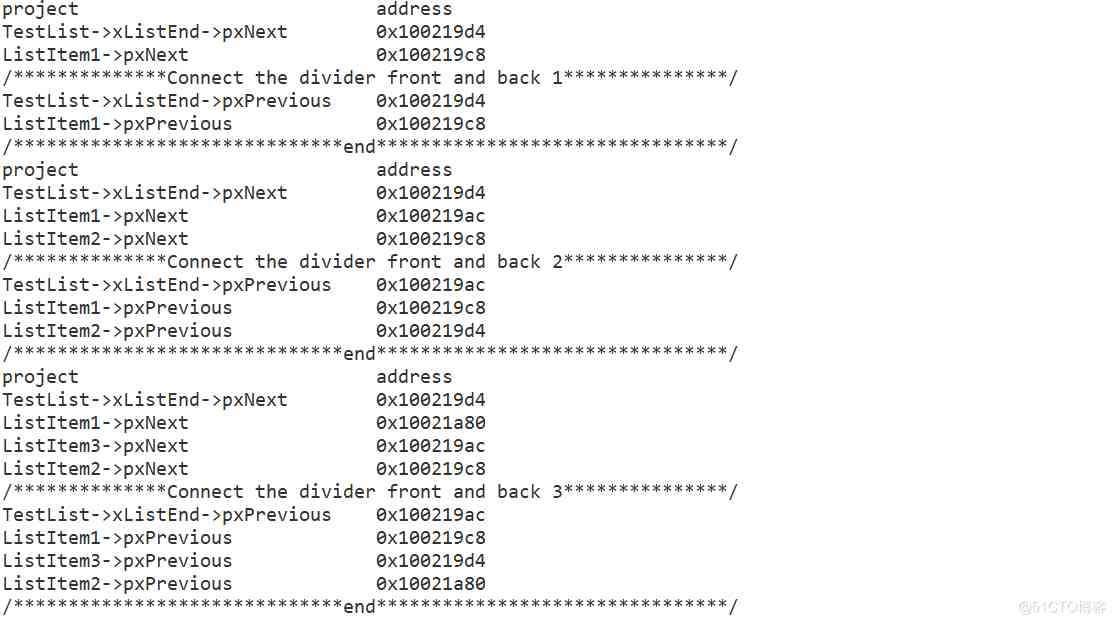 project                           address
TestList->xListEnd->pxNext        0x100219d4
ListItem1->pxNext                 0x100219c8
/**************Connect the divider front and back 1***************/
TestList->xListEnd->pxPrevious    0x100219d4
ListItem1->pxPrevious             0x100219c8
/******************************end********************************/
project                           address
TestList->xListEnd->pxNext        0x100219d4
ListItem1->pxNext                 0x100219ac
ListItem2->pxNext                 0x100219c8
/**************Connect the divider front and back 2***************/
TestList->xListEnd->pxPrevious    0x100219ac
ListItem1->pxPrevious             0x100219c8
ListItem2->pxPrevious             0x100219d4
/******************************end********************************/
project                           address
TestList->xListEnd->pxNext        0x100219d4
ListItem1->pxNext                 0x10021a80
ListItem3->pxNext                 0x100219ac
ListItem2->pxNext                 0x100219c8
/**************Connect the divider front and back 3***************/
TestList->xListEnd->pxPrevious    0x100219ac
ListItem1->pxPrevious             0x100219c8
ListItem3->pxPrevious             0x100219d4
ListItem2->pxPrevious             0x10021a80
/******************************end********************************/
@51CTO博客